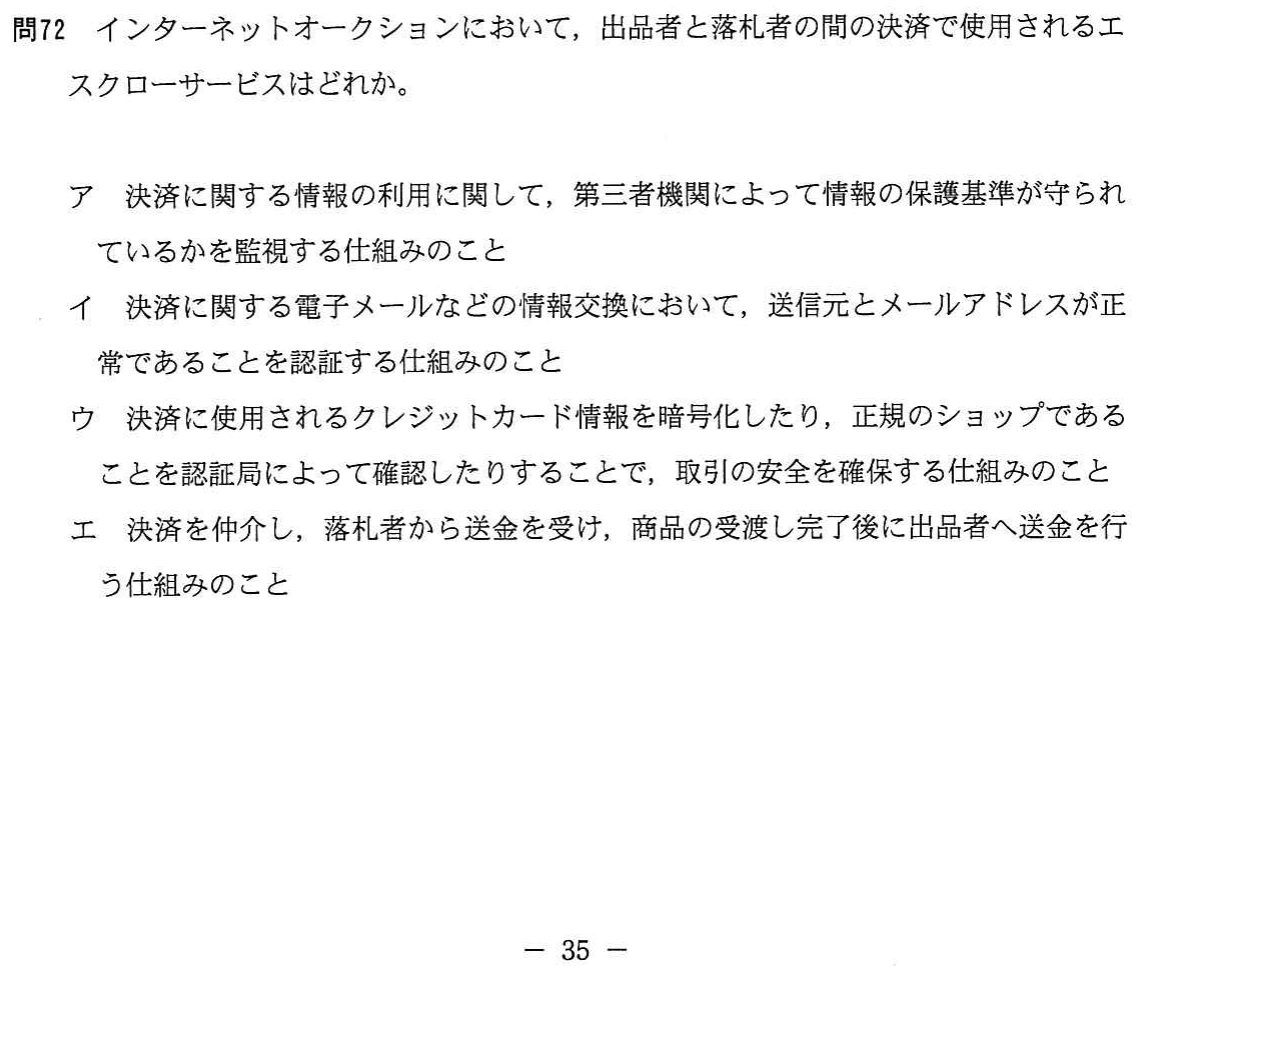 問72 インターネットオークションにおいて，出品者と落札者の間の決済で使用されるエ
スクローサービスはどれか。
ア 決済に関する情報の利用に関して，第三者機関によって情報の保護基準が守られ
ているかを監視する仕組みのこと
イ 決済に関する電子メールなどの情報交換において，送信元とメールアドレスが正
常であることを認証する仕組みのこと
ウ 決済に使用されるクレジットカード情報を暗号化したり，正規のショップである
ことを認証局によって確認したりすることで，取引の安全を確保する仕組みのこと
エ 決済を仲介し，落札者から送金を受け，商品の受渡し完了後に出品者へ送金を行
う仕組みのこと
－ 35 －